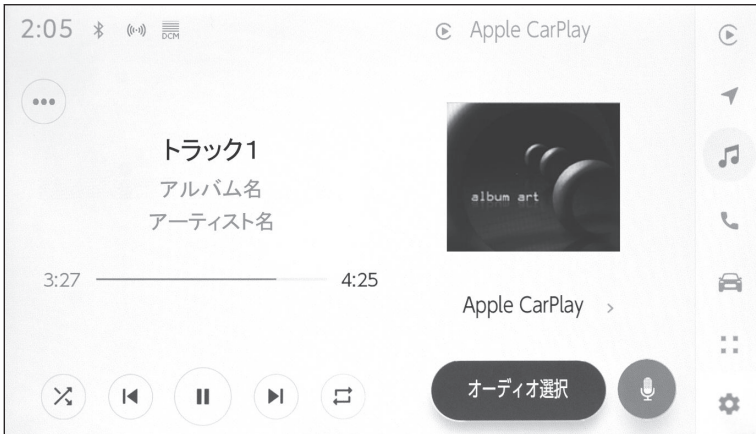 2:05
DCM
Apple CarPlay
トラック1
アルバム名
アーティスト名
3:27
4:25
album art
Apple CarPlay
オーディオ選択